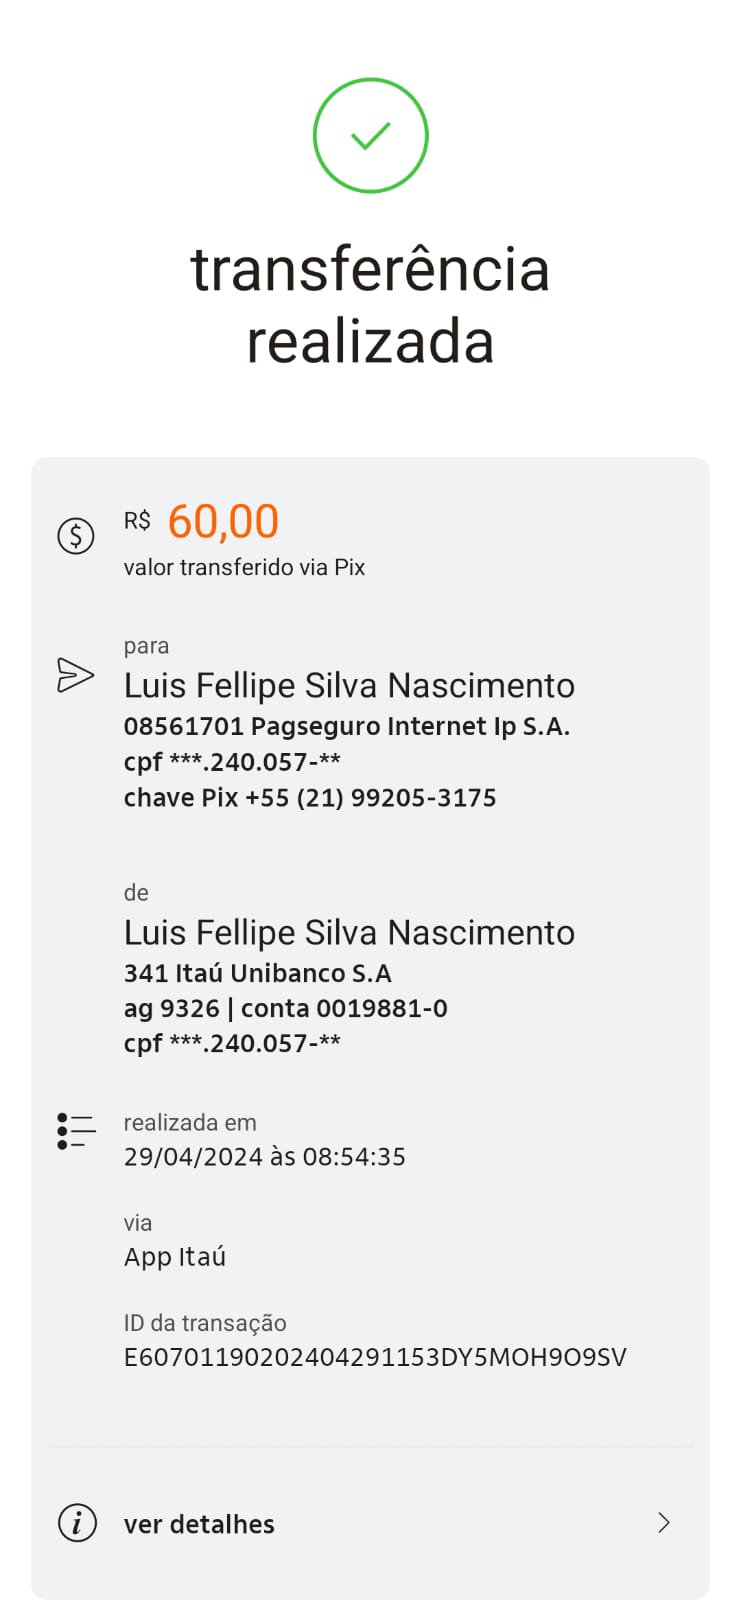 transferência
realizada
R$ 60,00
valor transferido via Pix
para
Luis Fellipe Silva Nascimento
08561701 Pagseguro Internet Ip S.A.
cpf ***.240.057-**
chave Pix +55 (21) 99205-3175
de
Luis Fellipe Silva Nascimento
341 Itaú Unibanco S.A
ag 9326 | conta 0019881-0
cpf ***.240.057-**
realizada em
29/04/2024 às 08:54:35
via
App Itaú
ID da transação
E60701190202404291153DY5MOH9O9SV
ver detalhes